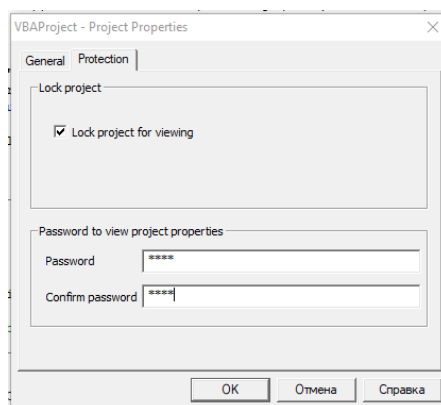 VBAProject - Project Properties
General Protection
Lock project
Lock project for viewing
Password to view project properties
Password ****
Confirm password ****
OK Отмена Справка